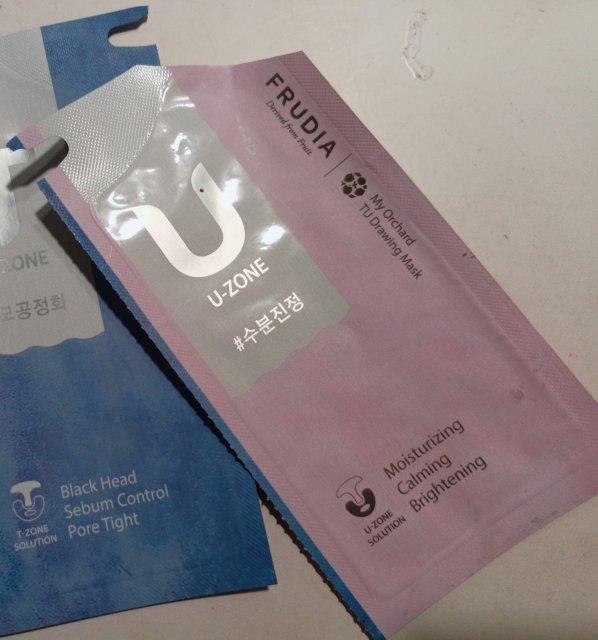 FRUDIA
Derived from Fruit
My Orchard
TU Drawing Mask
U
U-ZONE
#수분진정
Moisturizing
Calming
Brightening
U-ZONE
SOLUTION
ZONE
모공정화
Black Head
Sebum Control
Pore Tight
T-ZONE
SOLUTION